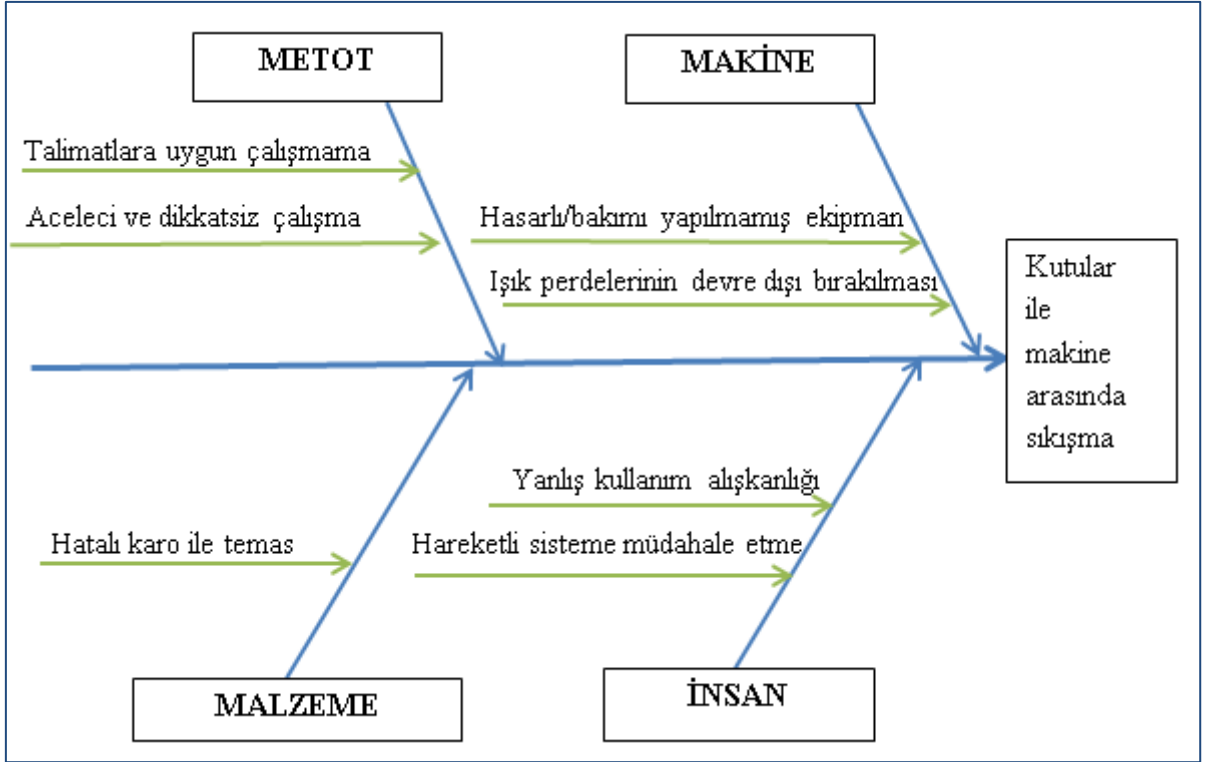 METOT
MAKİNE
Talimatlara uygun çalışmama
Aceleci ve dikkatsiz çalışma
Hasarlı/bakımı yapılmamış ekipman
Işık perdelerinin devre dışı bırakılması
Kutular
ile
makine
arasında
sıkışma
Yanlış kullanım alışkanlığı
Hatalı karo ile temas
Hareketli sisteme müdahale etme
MALZEME
İNSAN